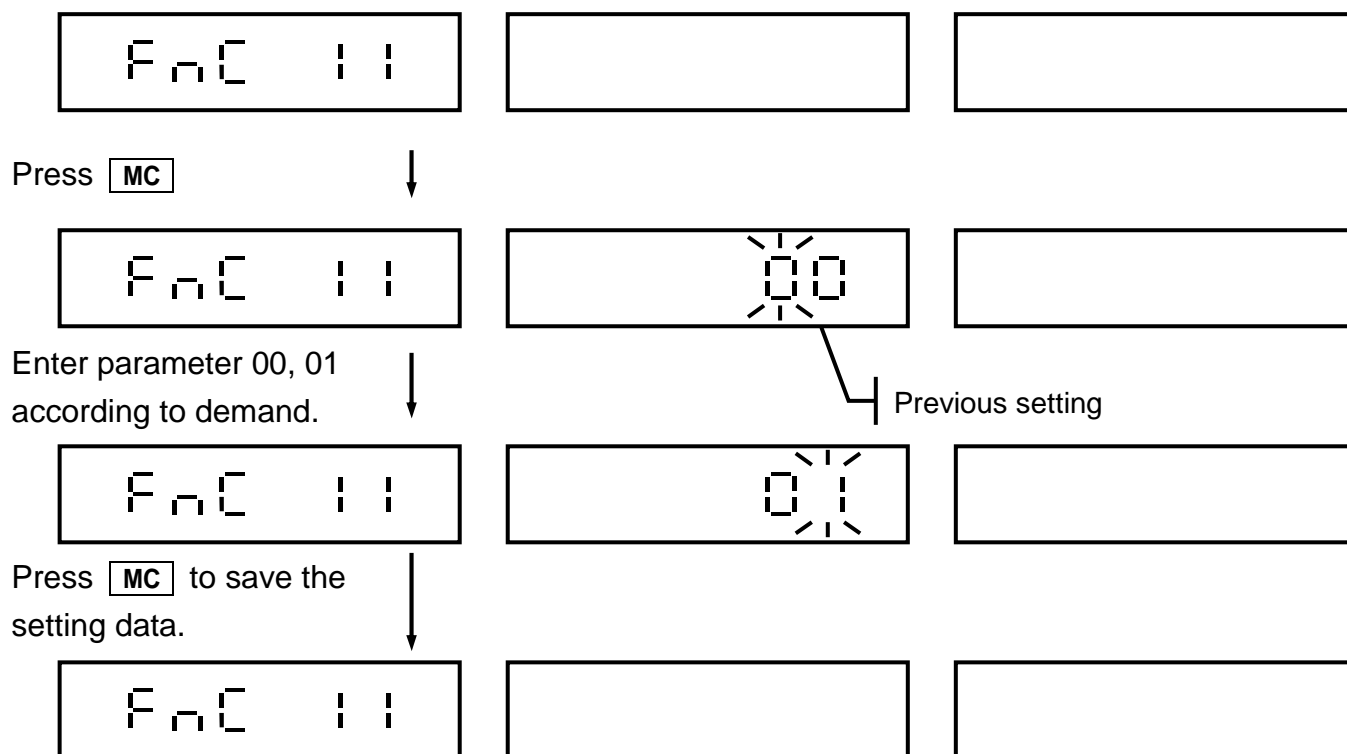 FnC 11
Press MC
FnC 11 00
Enter parameter 00, 01
according to demand.
Previous setting
FnC 11 01
Press MC to save the
setting data.
FnC 11